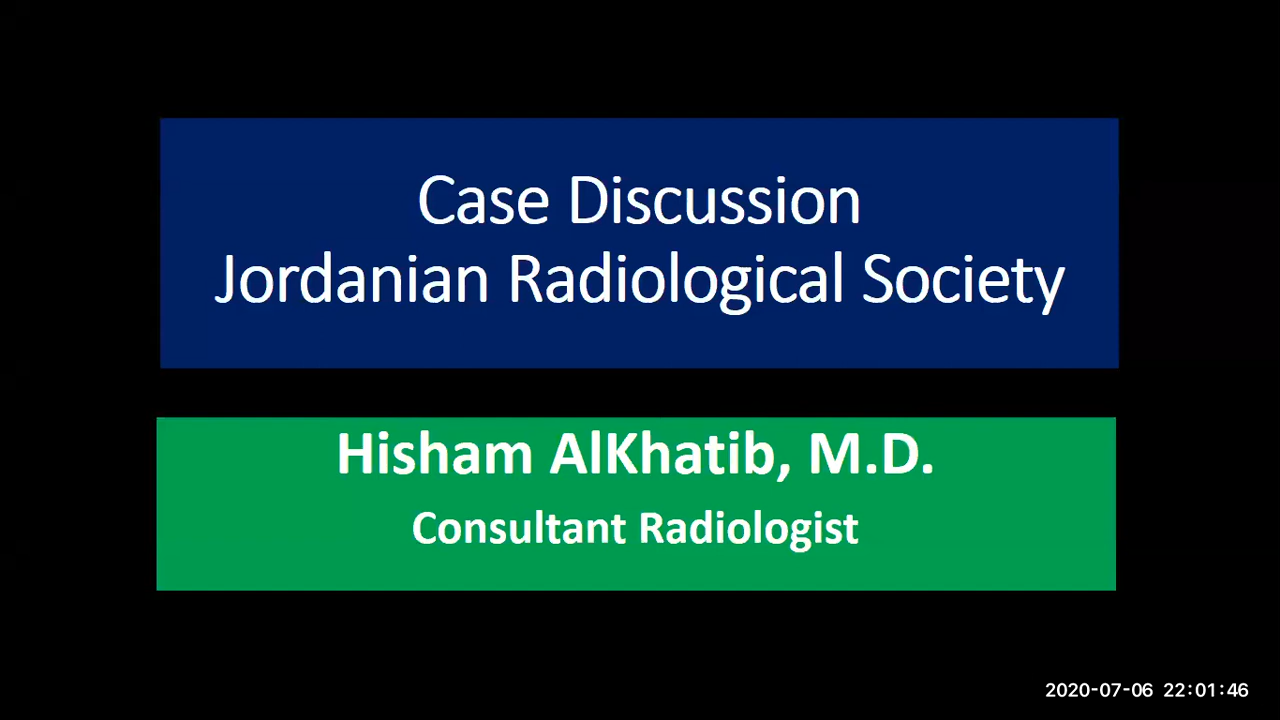 Case Discussion
Jordanian Radiological Society
Hisham AlKhatib, M.D.
Consultant Radiologist
2020-07-06 22:01:46